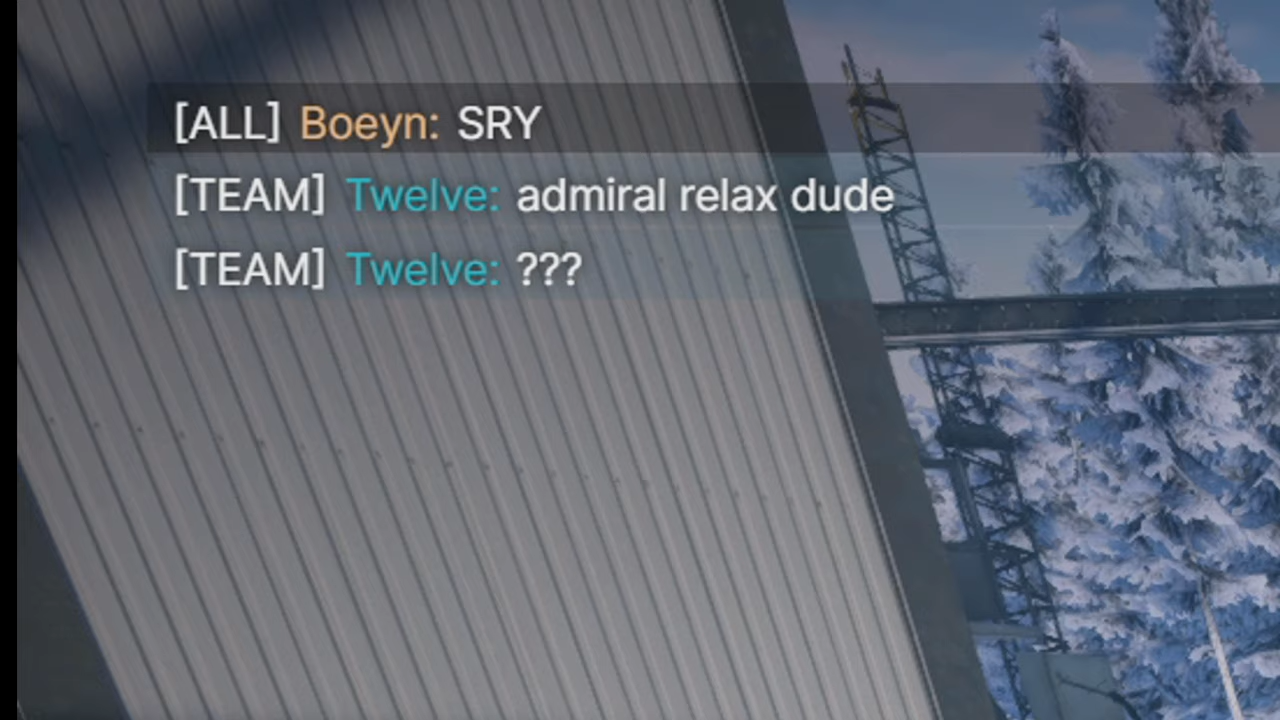 [ALL] Boeyn: SRY
[TEAM] Twelve: admiral relax dude
[TEAM] Twelve: ???